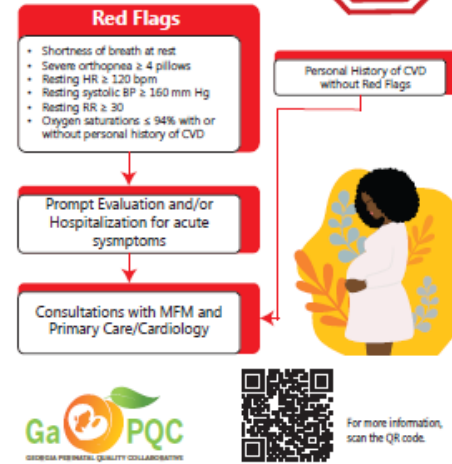 Red Flags
• Shortness of breath at rest
• Severe orthopnea ≥ 4 pillows
• Resting HR ≥ 120 bpm
• Resting systolic BP ≥ 160 mm Hg
• Resting RR ≥ 30
• Oxygen saturations ≤ 94% with or
without personal history of CVD
Personal History of CVD
without Red Flags
Prompt Evaluation and/or
Hospitalization for acute
sysmptoms
Consultations with MFM and
Primary Care/Cardiology
Ga PQC
GEORGIA PERINATAL QUALITY COLLABORATIVE
For more information,
scan the QR code.